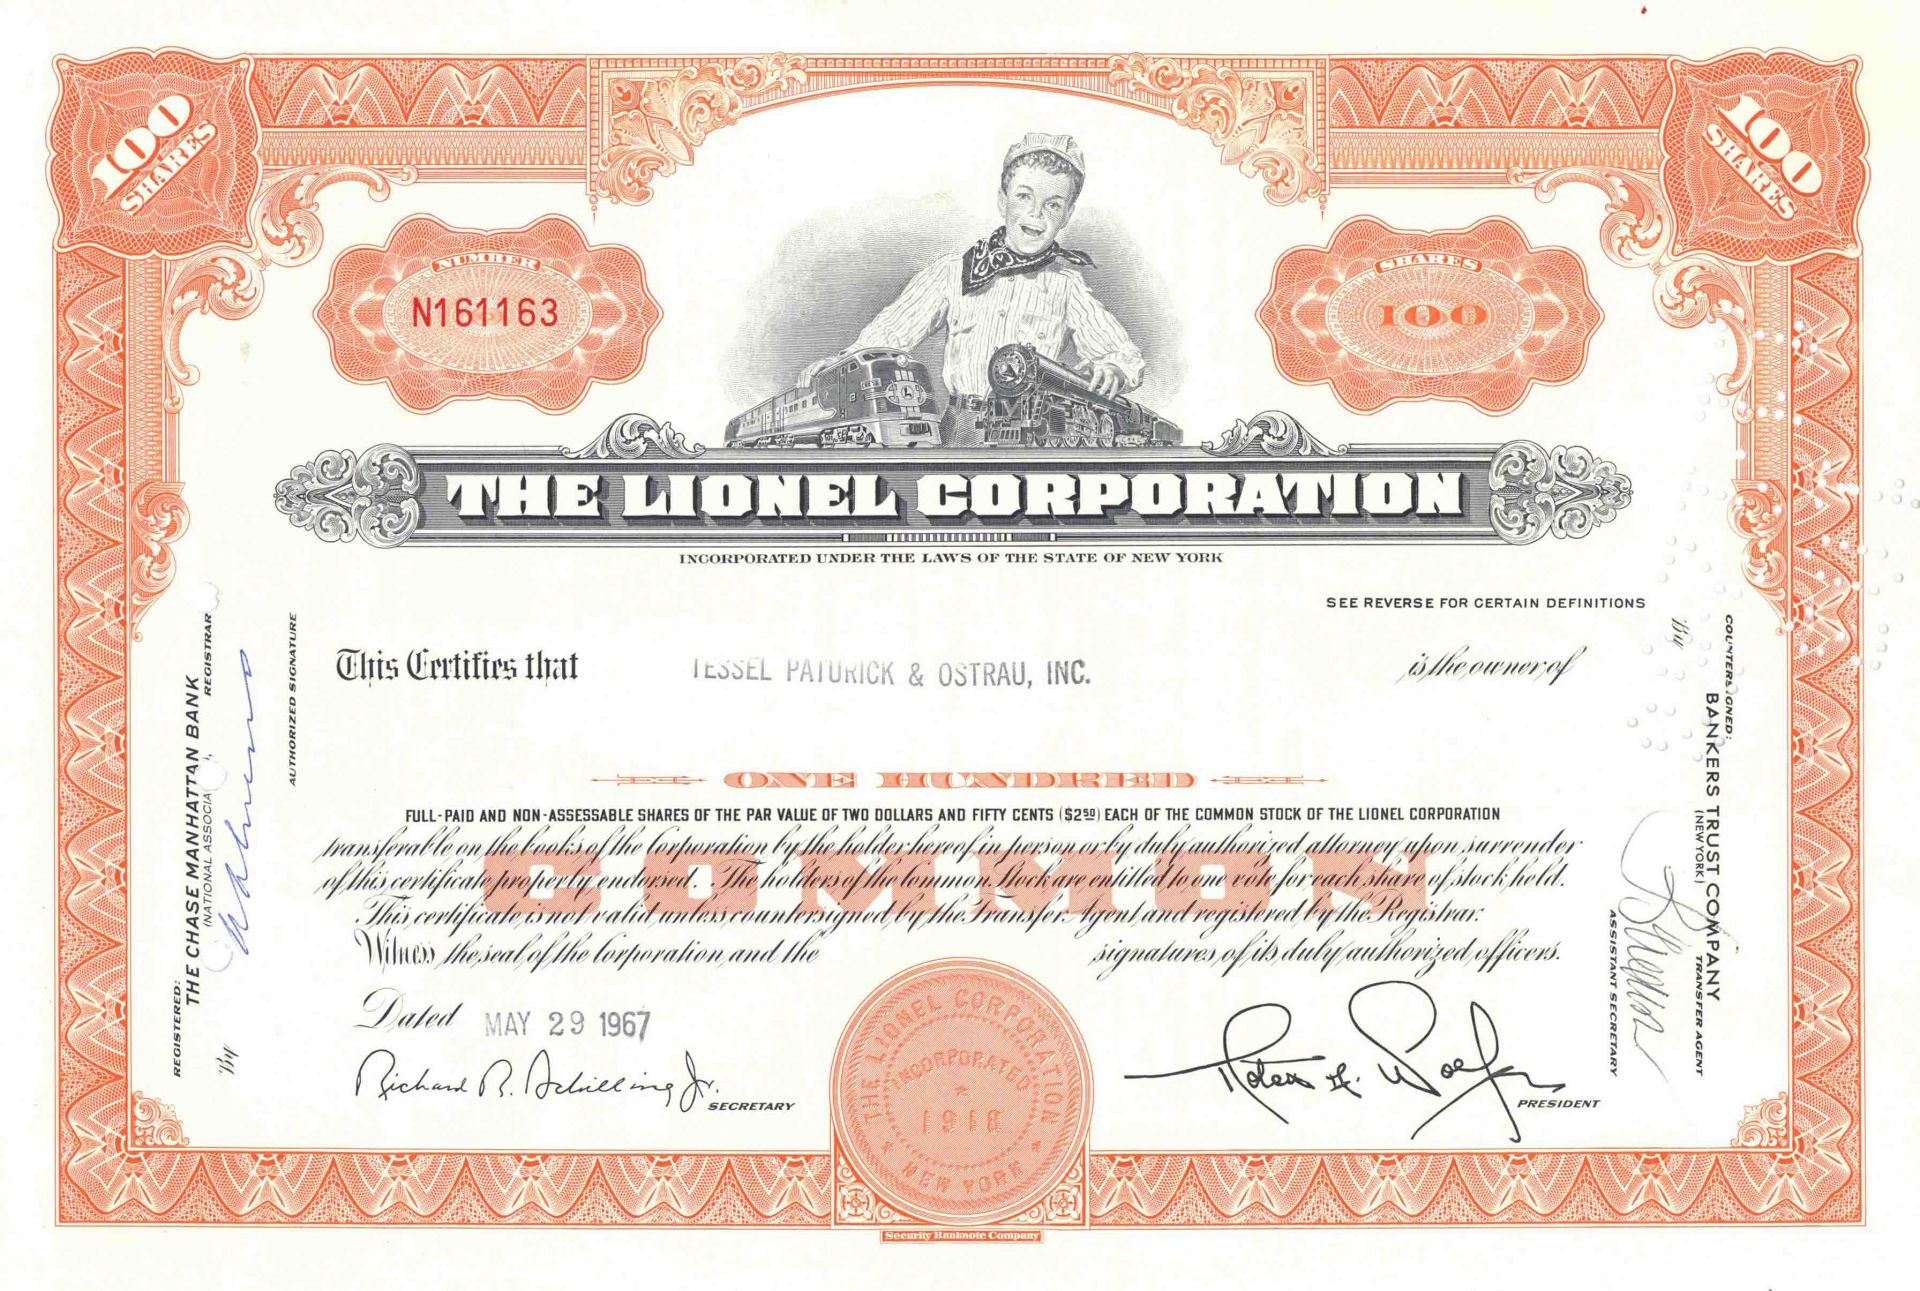 100
SHARES
100
SHARES
NUMBER
N161163
SHARES
100
L
THE LIONEL CORPORATION
INCORPORATED UNDER THE LAWS OF THE STATE OF NEW YORK
SEE REVERSE FOR CERTAIN DEFINITIONS
This Certifies that TESSEL PATURICK & OSTRAU, INC. is the owner of
ONE HUNDRED
FULL-PAID AND NON-ASSESSABLE SHARES OF THE PAR VALUE OF TWO DOLLARS AND FIFTY CENTS ($2 50) EACH OF THE COMMON STOCK OF THE LIONEL CORPORATION
COMMON
transferable on the books of the Corporation by the holder hereof in person or by duly authorized attorney upon surrender
of this certificate properly endorsed. The holders of the Common Stock are entitled to one vote for each share of stock held.
This certificate is not valid unless countersigned by the Transfer Agent and registered by the Registrar.
Witness the seal of the Corporation and the signatures of its duly authorized officers.
Dated MAY 29 1967
Richard R. Schilling Jr.
SECRETARY
PRESIDENT
THE LIONEL CORPORATION
INCORPORATED
1918
NEW YORK
Security Banknote Company
REGISTERED:
THE CHASE MANHATTAN BANK
(NATIONAL ASSOCIA
REGISTRAR
By
AUTHORIZED SIGNATURE
COUNTERSIGNED:
BANKERS TRUST COMPANY
(NEW YORK)
TRANSFER AGENT
By
ASSISTANT SECRETARY